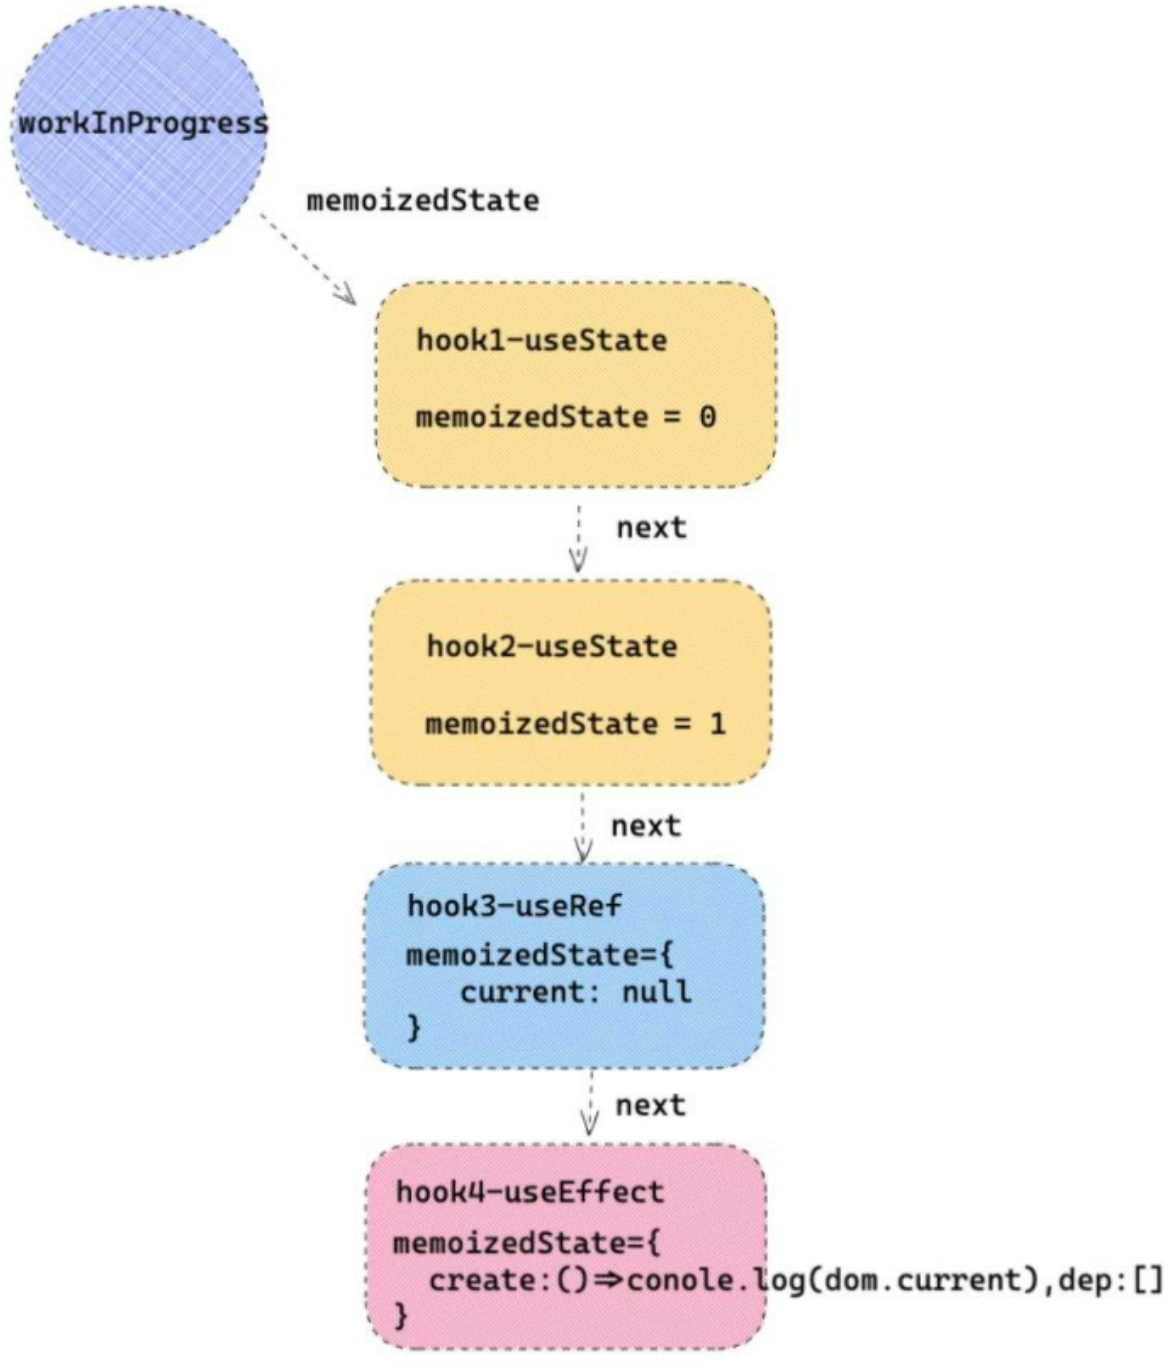 workInProgress
memoizedState
hook1-useState
memoizedState = 0
next
hook2-useState
memoizedState = 1
next
hook3-useRef
memoizedState={
current: null
}
next
hook4-useEffect
memoizedState={
create:()=>conole.log(dom.current),dep:[]
}